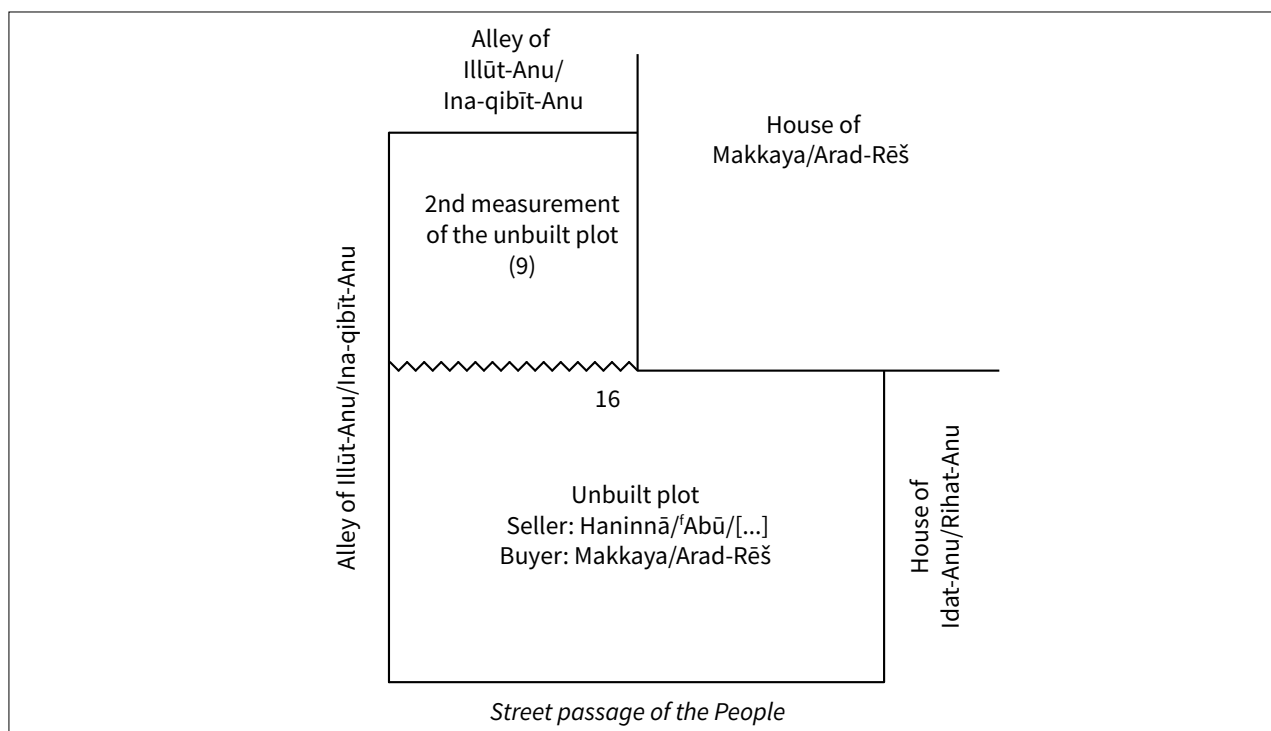 Alley of
Illūt-Anu/
Ina-qibīt-Anu
House of
Makkaya/Arad-Rēš
2nd measurement
of the unbuilt plot
(9)
Alley of Illūt-Anu/Ina-qibīt-Anu
16
Unbuilt plot
Seller: Haninnā/ᶠAbū/[...]
Buyer: Makkaya/Arad-Rēš
House of
Idat-Anu/Rihat-Anu
Street passage of the People